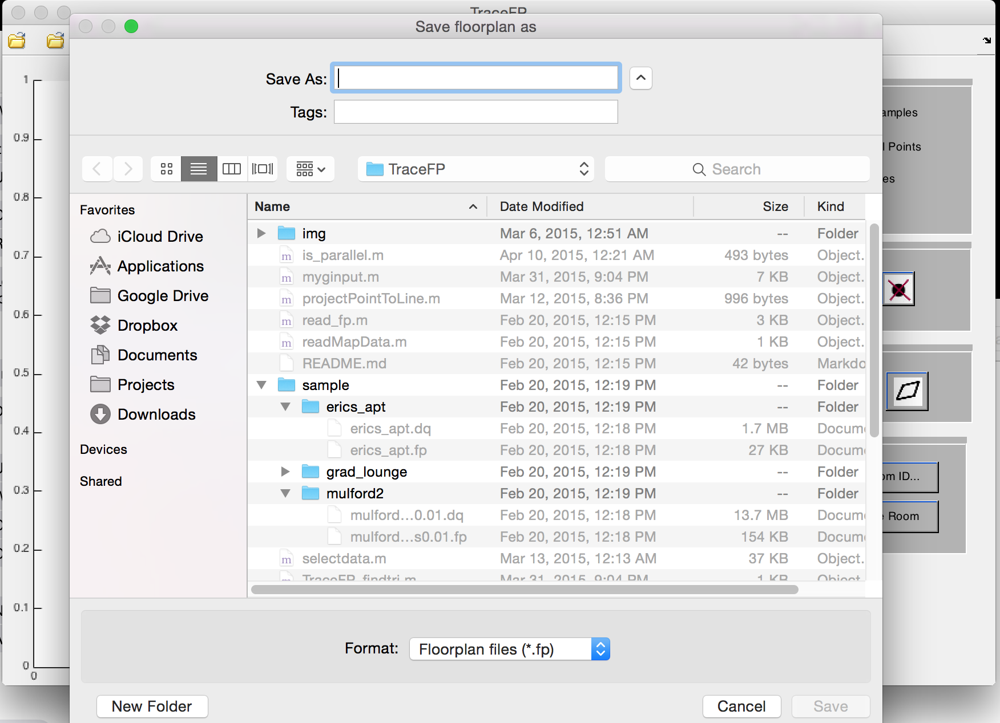 TraceFP
Save floorplan as
Save As:
Tags:
TraceFP
Search
Favorites
iCloud Drive
Applications
Google Drive
Dropbox
Documents
Projects
Downloads
Devices
Shared
Name Date Modified Size Kind
img Mar 6, 2015, 12:51 AM -- Folder
is_parallel.m Apr 10, 2015, 12:21 AM 493 bytes Object.
myginput.m Mar 31, 2015, 9:04 PM 7 KB Object.
projectPointToLine.m Mar 12, 2015, 8:36 PM 996 bytes Object.
read_fp.m Feb 20, 2015, 12:15 PM 3 KB Object.
readMapData.m Feb 20, 2015, 12:15 PM 1 KB Object.
README.md Feb 20, 2015, 12:15 PM 42 bytes Markdo
sample Feb 20, 2015, 12:19 PM -- Folder
erics_apt Feb 20, 2015, 12:19 PM -- Folder
erics_apt.dq Feb 20, 2015, 12:18 PM 1.7 MB Docum
erics_apt.fp Feb 20, 2015, 12:18 PM 27 KB Docum
grad_lounge Feb 20, 2015, 12:19 PM -- Folder
mulford2 Feb 20, 2015, 12:19 PM -- Folder
mulford...0.01.dq Feb 20, 2015, 12:18 PM 13.7 MB Docum
mulford...s0.01.fp Feb 20, 2015, 12:18 PM 154 KB Docum
selectdata.m Mar 13, 2015, 12:13 AM 37 KB Object.
TraceFP_findtri.m Mar 31, 2015, 9:04 PM 1 KB Object.
Format: Floorplan files (*.fp)
New Folder Cancel Save
1
0.9
0.8
0.7
0.6
0.5
0.4
0.3
0.2
0.1
0
0
amples
l Points
es
om ID...
e Room